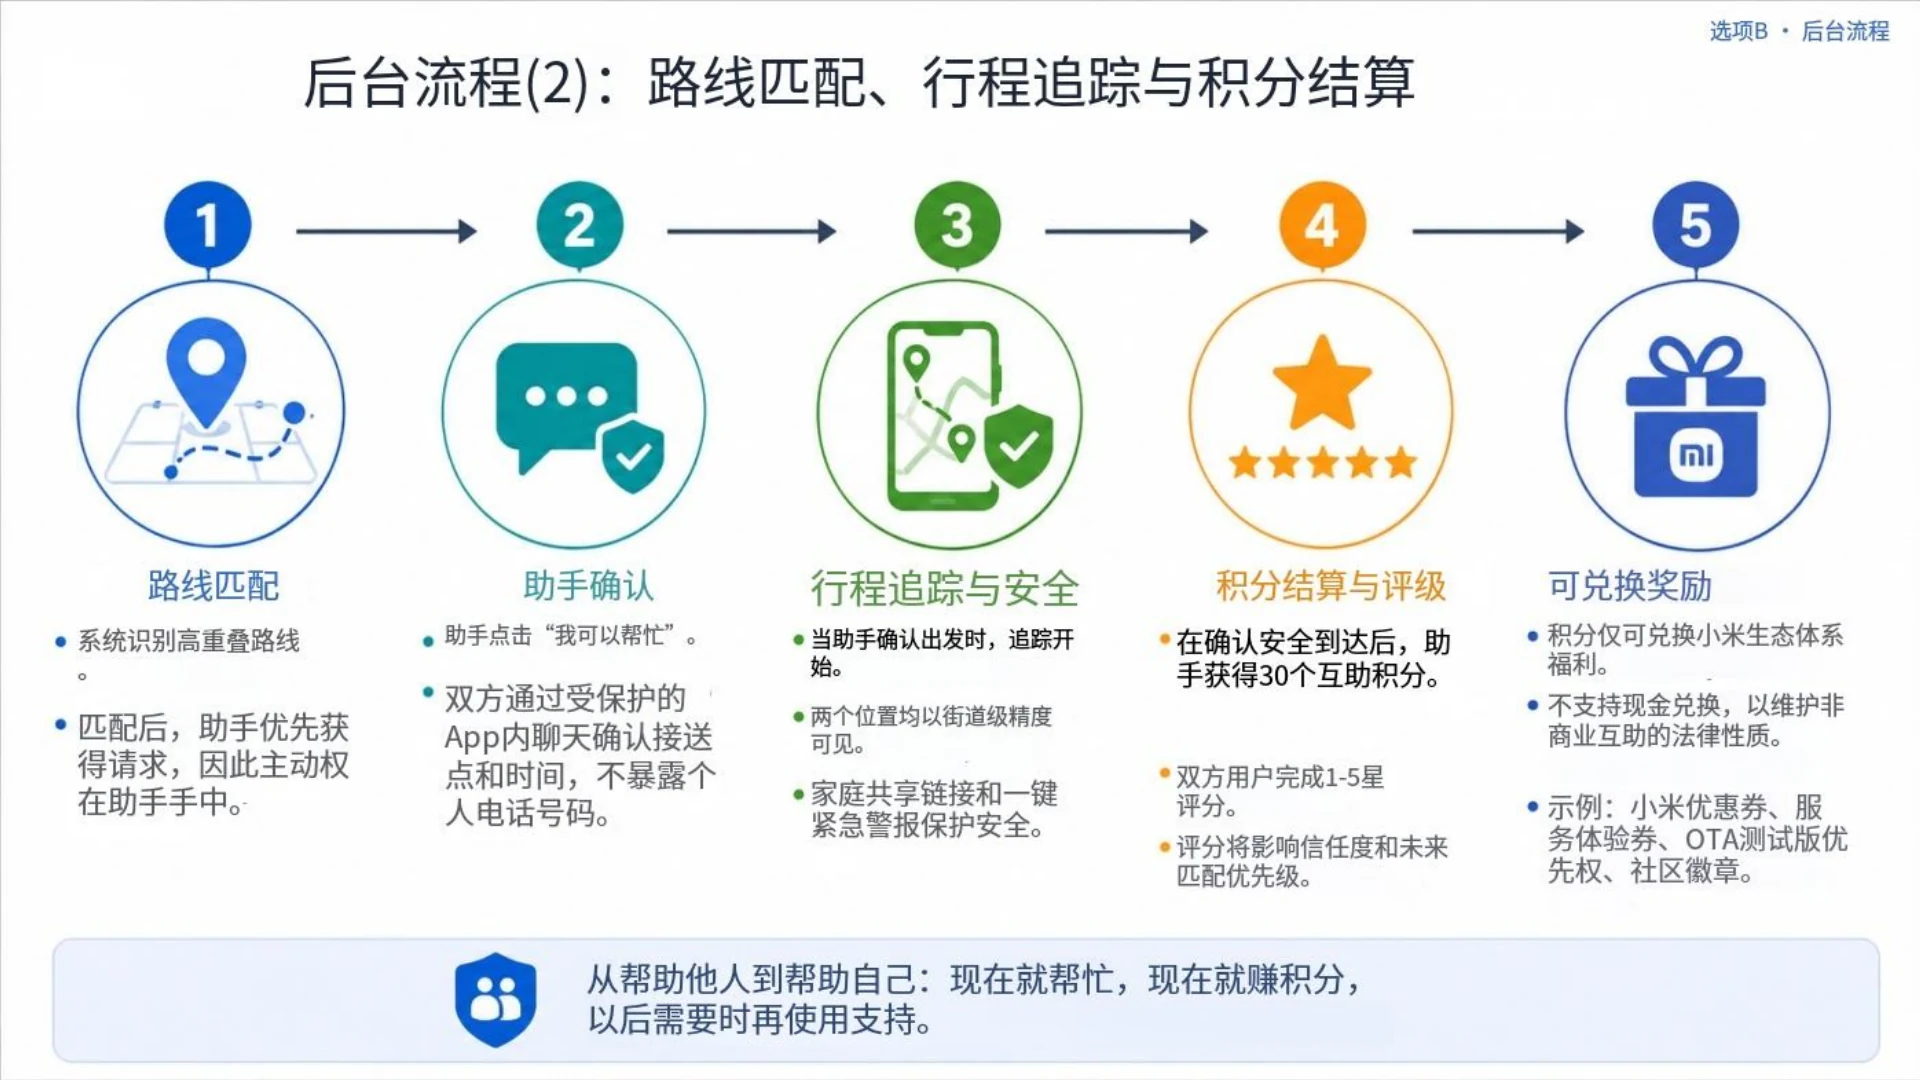 选项B · 后台流程
后台流程(2)：路线匹配、行程追踪与积分结算
1
2
3
4
5
mi
路线匹配
系统识别高重叠路线
。
匹配后，助手优先获
得请求，因此主动权
在助手手中。
助手确认
助手点击“我可以帮忙”。
双方通过受保护的
App内聊天确认接送
点和时间，不暴露个
人电话号码。
行程追踪与安全
当助手确认出发时，追踪开
始。
两个位置均以街道级精度
可见。
家庭共享链接和一键
紧急警报保护安全。
积分结算与评级
在确认安全到达后，助
手获得30个互助积分。
双方用户完成1-5星
评分。
评分将影响信任度和未来
匹配优先级。
可兑换奖励
积分仅可兑换小米生态体系
福利。
不支持现金兑换，以维护非
商业互助的法律性质。
示例：小米优惠券、服
务体验券、OTA测试版优
先权、社区徽章。
从帮助他人到帮助自己：现在就帮忙，现在就赚积分，
以后需要时再使用支持。